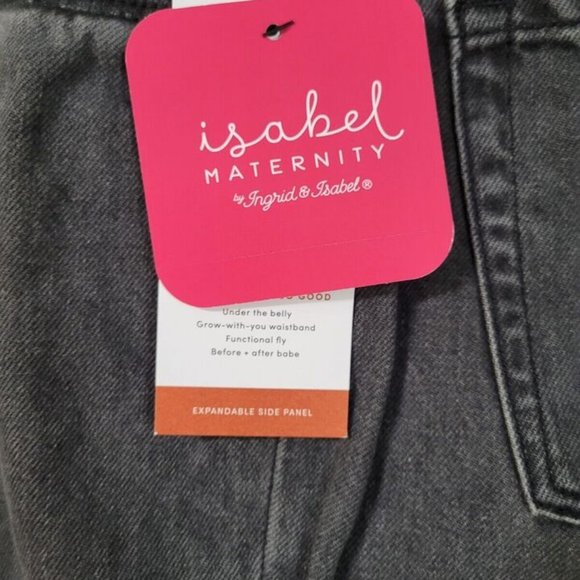 isabel
MATERNITY
by Ingrid & Isabel®
GOOD
Under the belly
Grow-with-you waistband
Functional fly
Before + after babe
EXPANDABLE SIDE PANEL